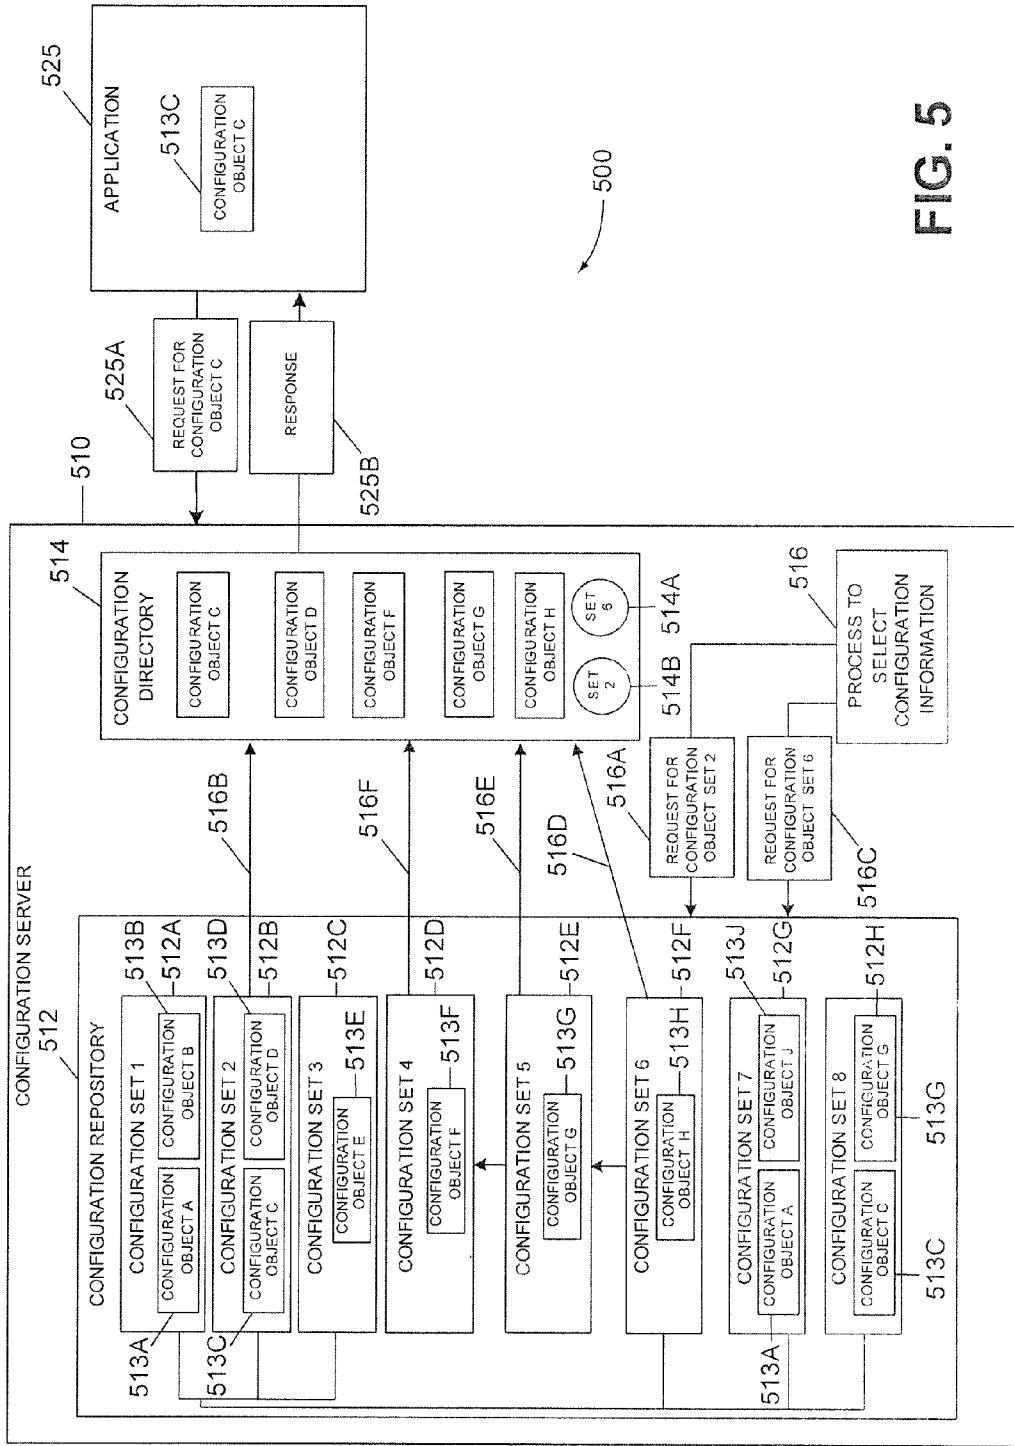 CONFIGURATION SERVER
512
CONFIGURATION REPOSITORY
CONFIGURATION SET 1
CONFIGURATION
OBJECT A
CONFIGURATION
OBJECT B
513A
513B
512A
CONFIGURATION SET 2
CONFIGURATION
OBJECT C
CONFIGURATION
OBJECT D
513C
513D
512B
CONFIGURATION SET 3
CONFIGURATION
OBJECT E
513E
512C
CONFIGURATION SET 4
CONFIGURATION
OBJECT F
513F
512D
CONFIGURATION SET 5
CONFIGURATION
OBJECT G
513G
512E
CONFIGURATION SET 6
CONFIGURATION
OBJECT H
513H
512F
CONFIGURATION SET 7
CONFIGURATION
OBJECT A
CONFIGURATION
OBJECT J
513A
513J
512G
CONFIGURATION SET 8
CONFIGURATION
OBJECT C
CONFIGURATION
OBJECT G
513C
513G
512H
516B
516F
516E
516D
516A
REQUEST FOR
CONFIGURATION
OBJECT SET 2
REQUEST FOR
CONFIGURATION
OBJECT SET 6
516C
514
CONFIGURATION
DIRECTORY
CONFIGURATION
OBJECT C
CONFIGURATION
OBJECT D
CONFIGURATION
OBJECT F
CONFIGURATION
OBJECT G
CONFIGURATION
OBJECT H
SET
2
SET
6
514B
514A
516
PROCESS TO
SELECT
CONFIGURATION
INFORMATION
510
525A
REQUEST FOR
CONFIGURATION
OBJECT C
RESPONSE
525B
525
APPLICATION
513C
CONFIGURATION
OBJECT C
500
FIG. 5